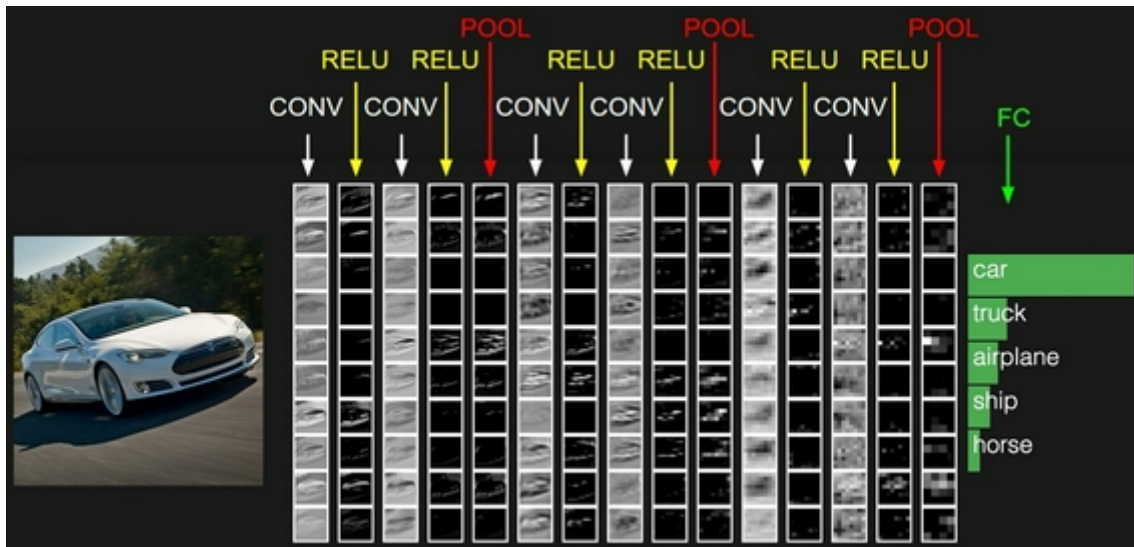 POOL POOL POOL
RELU RELU RELU RELU RELU RELU
CONV CONV CONV CONV CONV CONV
FC
car
truck
airplane
ship
horse